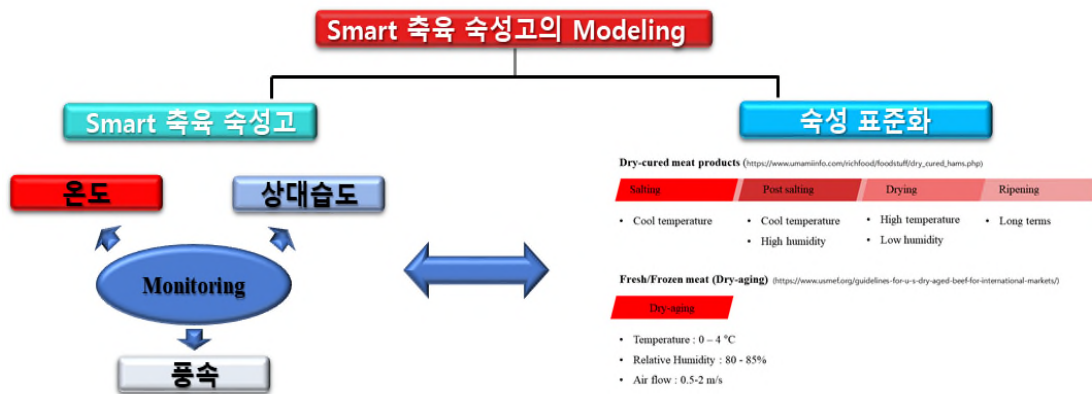 Smart 축육 숙성고의 Modeling
Smart 축육 숙성고
숙성 표준화
온도
상대습도
Monitoring
풍속
Dry-cured meat products (https://www.umamiinfo.com/richfood/foodstuff/dry_cured_hams.php)
Salting
Post salting
Drying
Ripening
• Cool temperature
• Cool temperature
• High humidity
• High temperature
• Low humidity
• Long terms
Fresh/Frozen meat (Dry-aging) (https://www.usmef.org/guidelines-for-u-s-dry-aged-beef-for-international-markets/)
Dry-aging
• Temperature : 0 – 4 °C
• Relative Humidity : 80 - 85%
• Air flow : 0.5-2 m/s